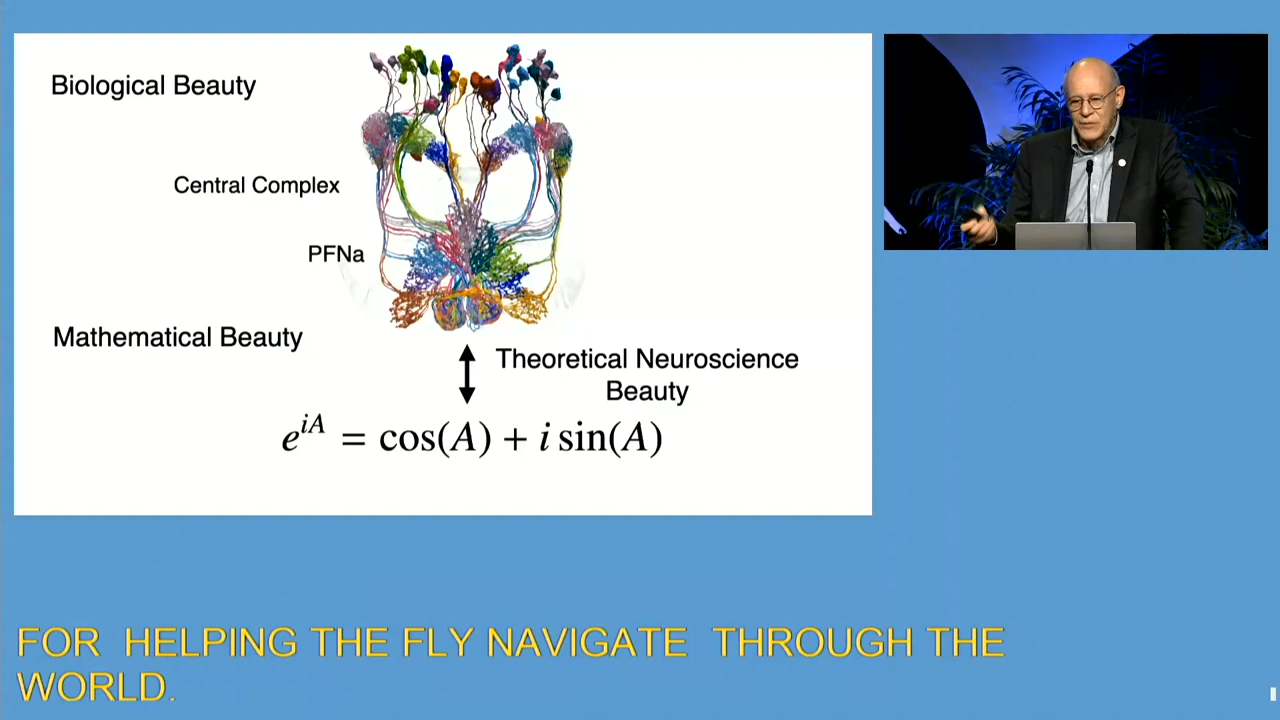 Biological Beauty
Central Complex
PFNa
Mathematical Beauty
Theoretical Neuroscience
Beauty
e^{iA} = cos(A) + i sin(A)
FOR  HELPING THE FLY NAVIGATE  THROUGH THE
WORLD.